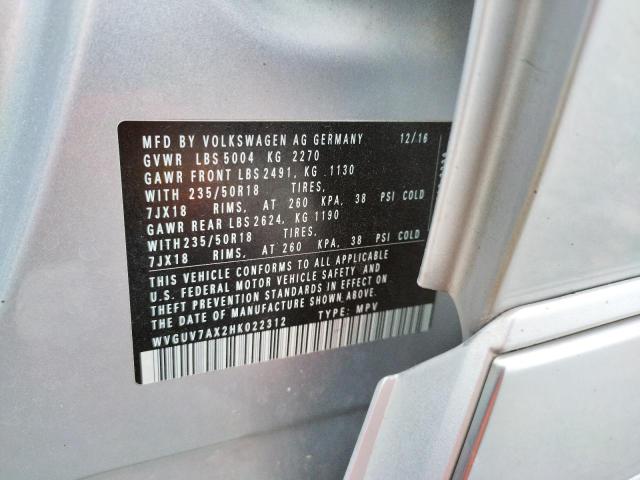 MFD BY VOLKSWAGEN AG GERMANY 12/16
GVWR LBS 5004 KG 2270
GAWR FRONT LBS 2491, KG .1130
WITH 235/50R18 TIRES,
7JX18 RIMS, AT 260 KPA, 38 PSI COLD
GAWR REAR LBS 2624, KG 1190
WITH 235/50R18 TIRES,
7JX18 RIMS, AT 260 KPA, 38 PSI COLD
THIS VEHICLE CONFORMS TO ALL APPLICABLE
U.S. FEDERAL MOTOR VEHICLE SAFETY AND
THEFT PREVENTION STANDARDS IN EFFECT ON
THE DATE OF MANUFACTURE SHOWN ABOVE.
WVGUV7AX2HK022312 TYPE: MPV